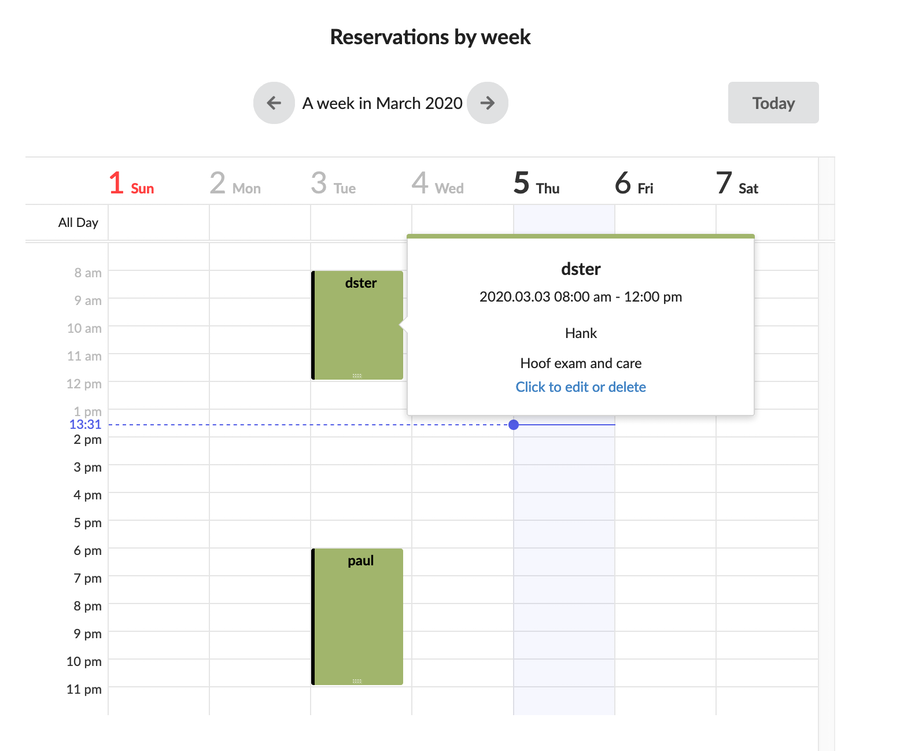 Reservations by week
A week in March 2020
Today
1 Sun
2 Mon
3 Tue
4 Wed
5 Thu
6 Fri
7 Sat
All Day
8 am
9 am
10 am
11 am
12 pm
1 pm
13:31
2 pm
3 pm
4 pm
5 pm
6 pm
7 pm
8 pm
9 pm
10 pm
11 pm
dster
dster
2020.03.03 08:00 am - 12:00 pm
Hank
Hoof exam and care
Click to edit or delete
paul